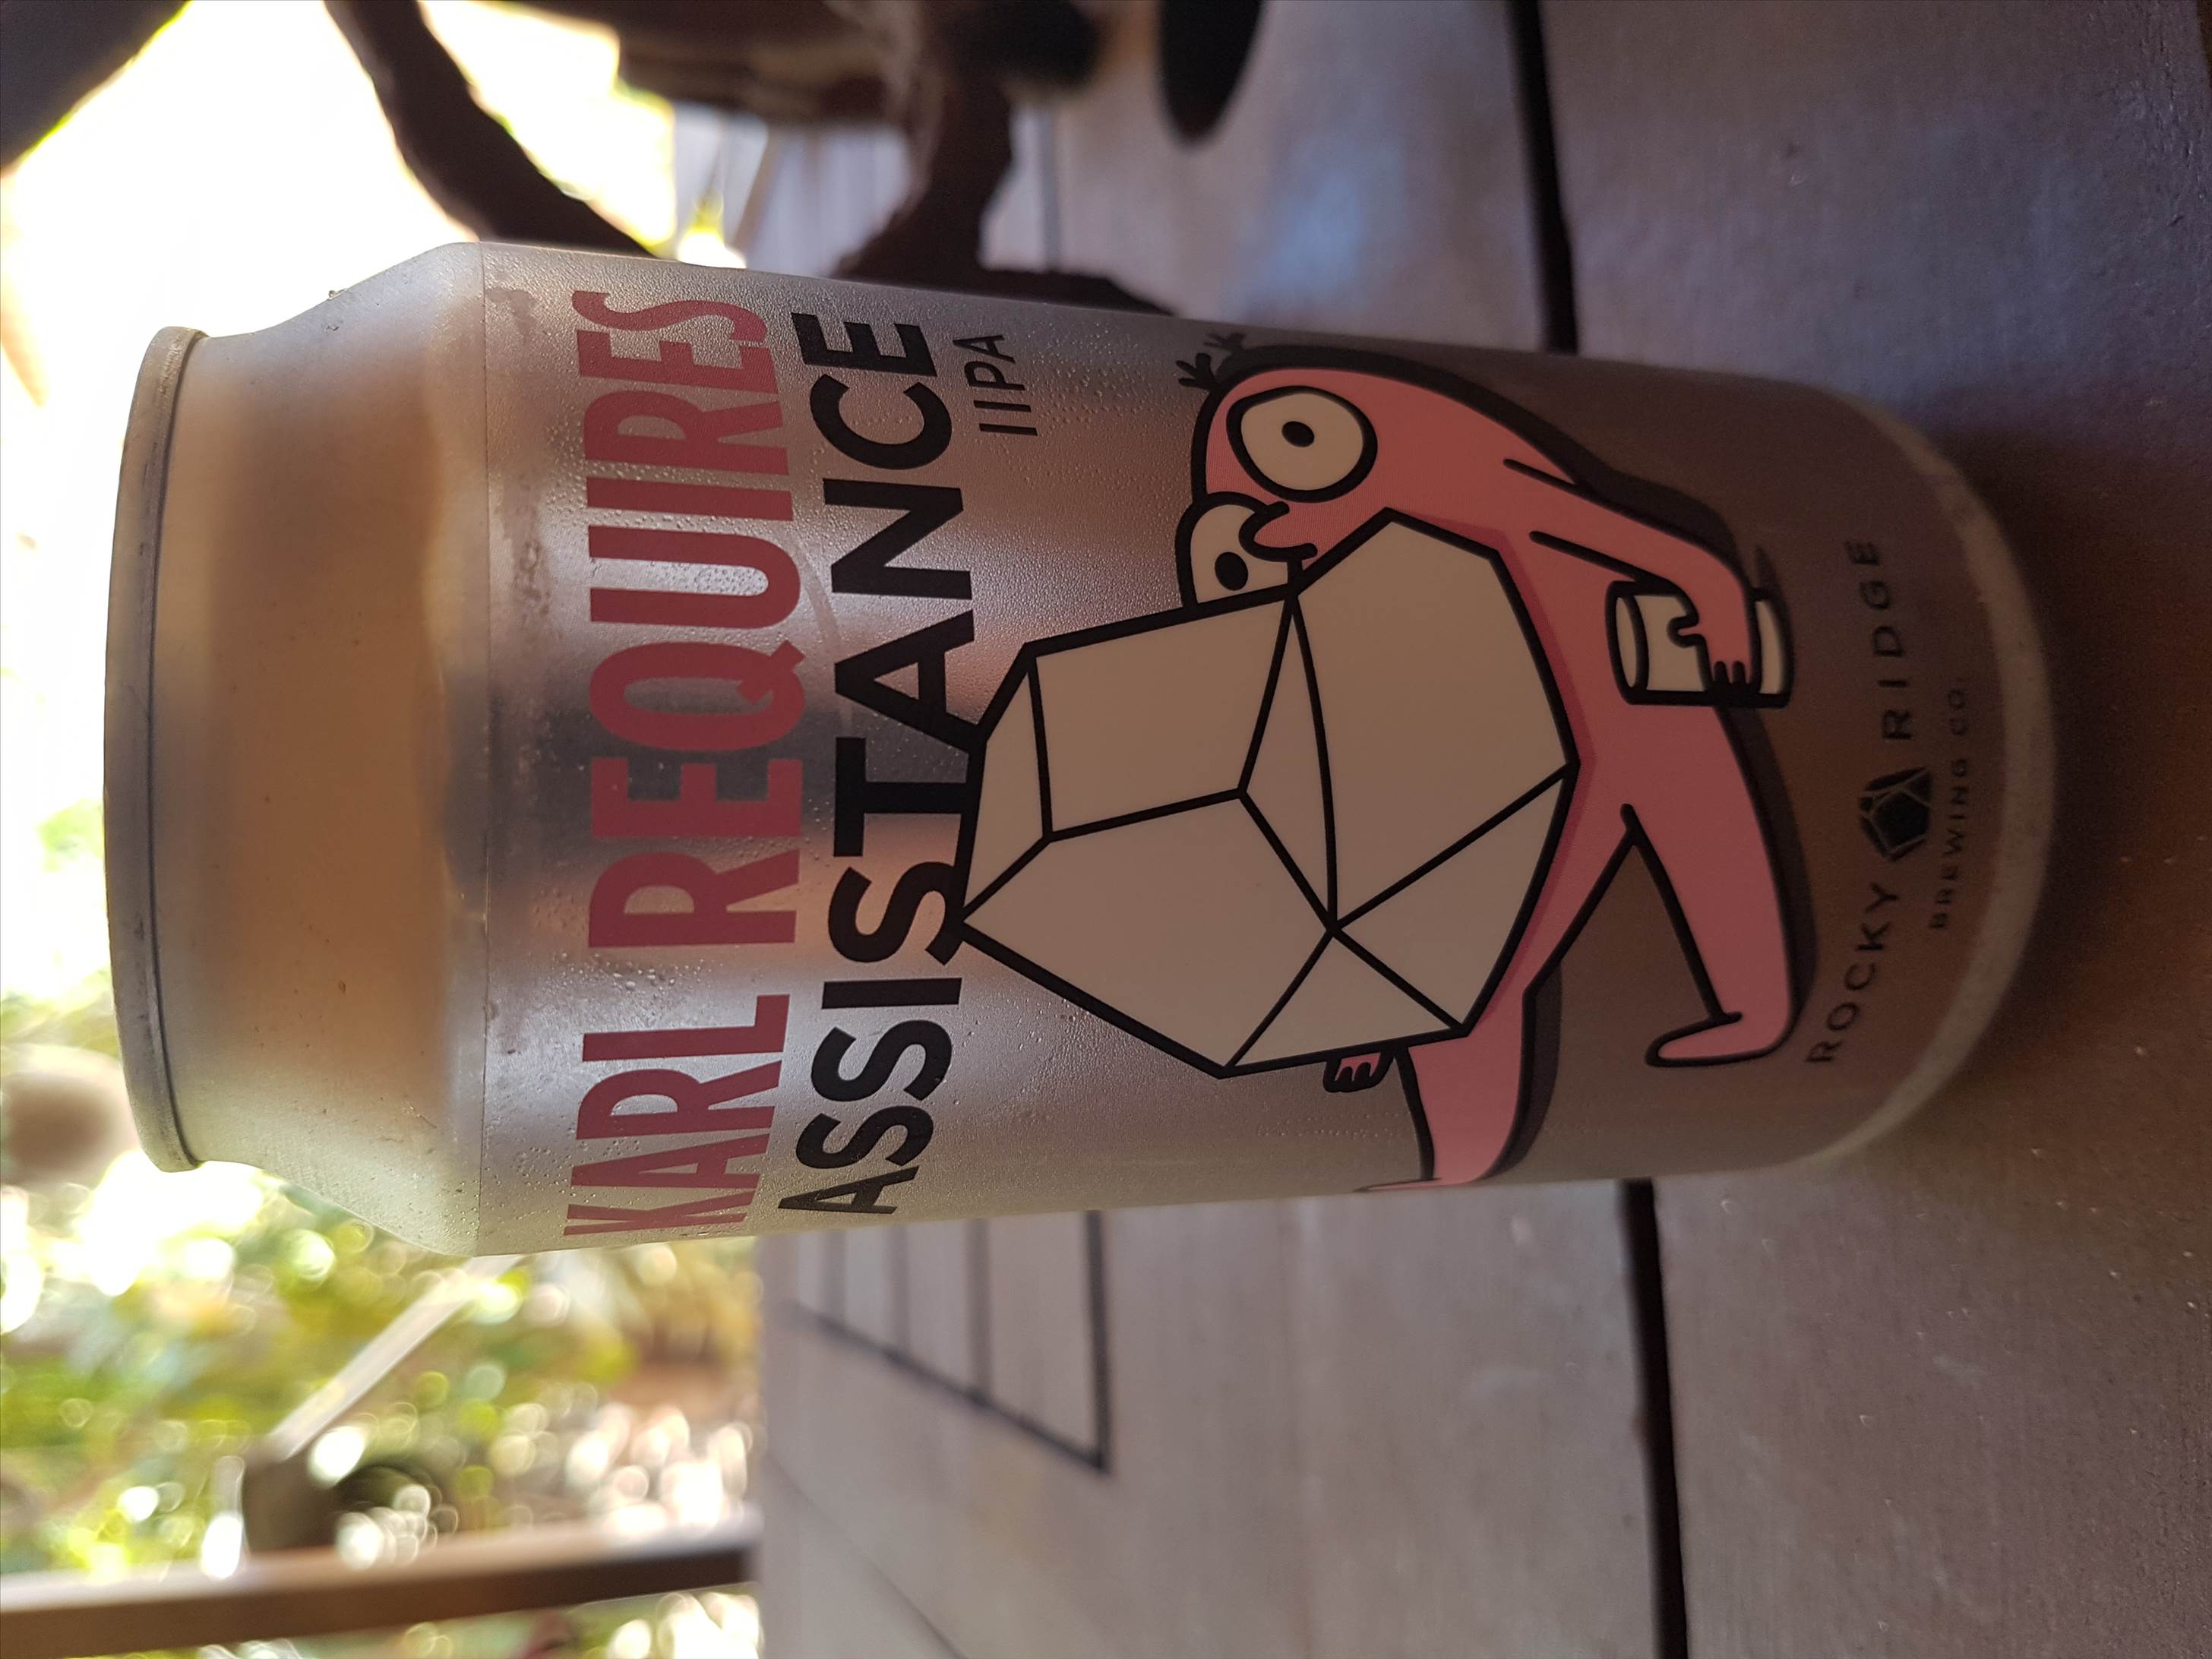 KARL REQUIRES
ASSISTANCE
IIPA
ROCKY RIDGE
BREWING CO.